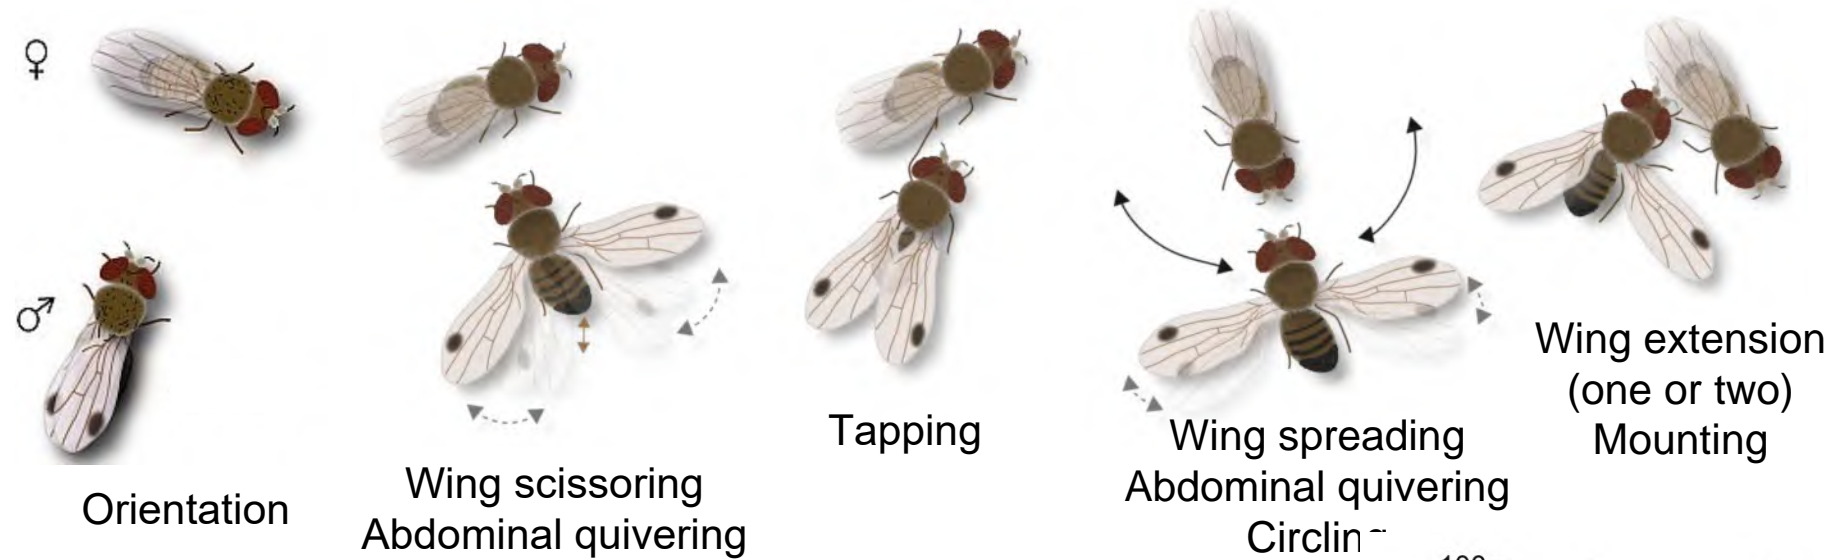 ♀
♂
Orientation
Wing scissoring
Abdominal quivering
Tapping
Wing spreading
Abdominal quivering
Wing extension
(one or two)
Mounting